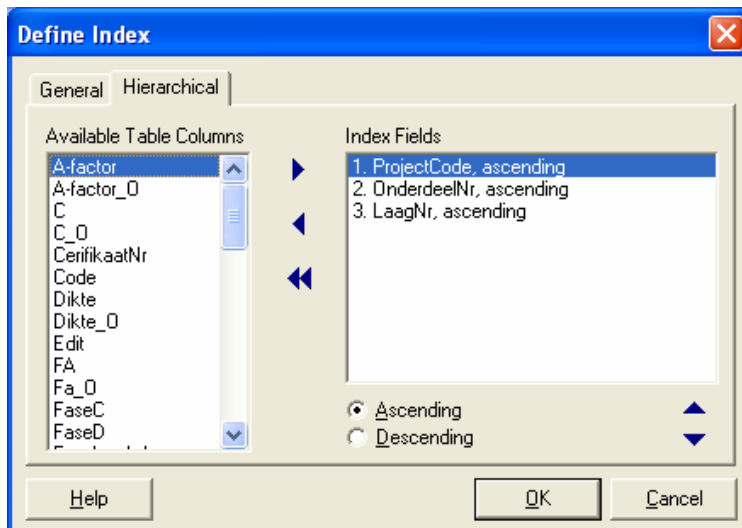 Define Index
General Hierarchical
Available Table Columns
A-factor
A-factor_O
C
C_O
CerifikaatNr
Code
Dikte
Dikte_O
Edit
FA
Fa_O
FaseC
FaseD
Index Fields
1. ProjectCode, ascending
2. OnderdeelNr, ascending
3. LaagNr, ascending
Ascending
Descending
Help
OK
Cancel